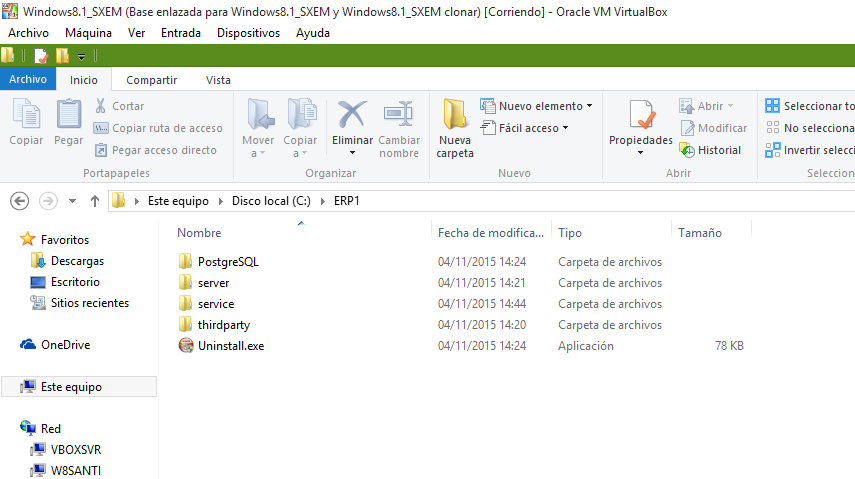 Windows8.1_SXEM (Base enlazada para Windows8.1_SXEM y Windows8.1_SXEM clonar) [Corriendo] - Oracle VM VirtualBox
Archivo Máquina Ver Entrada Dispositivos Ayuda
Archivo Inicio Compartir Vista
Copiar
Pegar
Cortar
Copiar ruta de acceso
Pegar acceso directo
Portapapeles
Mover a
Copiar a
Eliminar
Cambiar nombre
Organizar
Nueva carpeta
Nuevo elemento
Fácil acceso
Nuevo
Propiedades
Abrir
Modificar
Historial
Abrir
Seleccionar to
No selecciona
Invertir selecci
Seleccion
Este equipo Disco local (C:) ERP1
Favoritos
Descargas
Escritorio
Sitios recientes
OneDrive
Este equipo
Red
VBOXSVR
W8SANTI
Nombre Fecha de modifica... Tipo Tamaño
PostgreSQL 04/11/2015 14:24 Carpeta de archivos
server 04/11/2015 14:21 Carpeta de archivos
service 04/11/2015 14:44 Carpeta de archivos
thirdparty 04/11/2015 14:20 Carpeta de archivos
Uninstall.exe 04/11/2015 14:24 Aplicación 78 KB